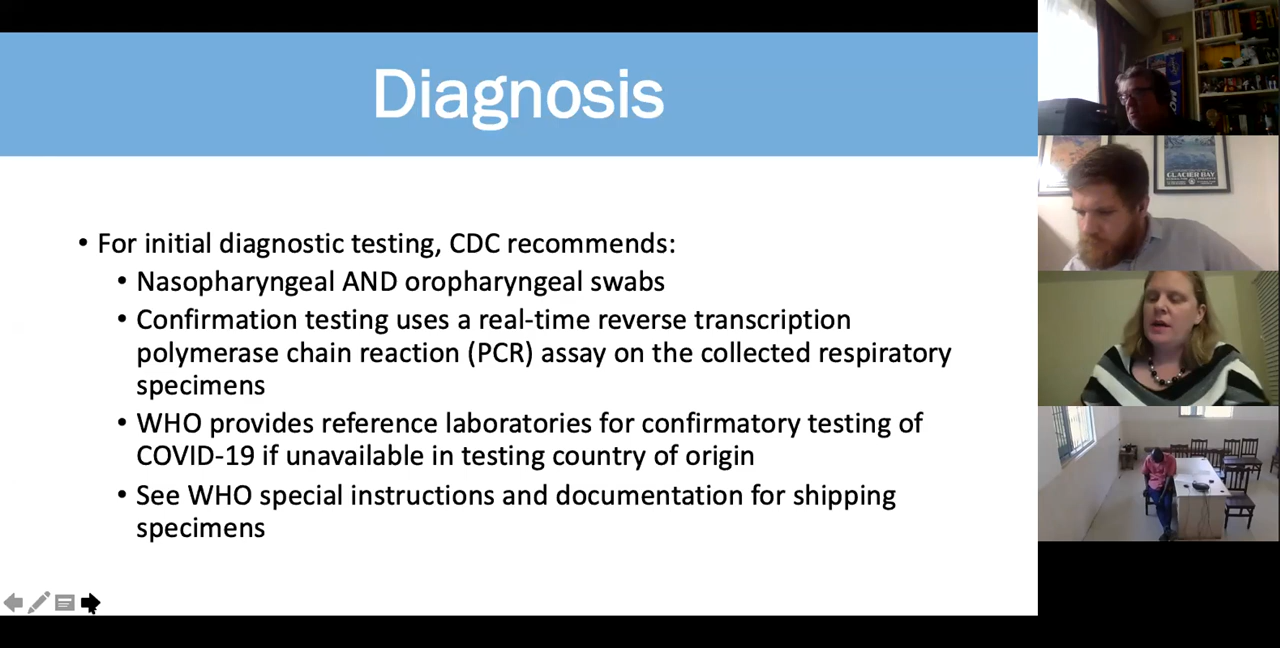 Diagnosis
• For initial diagnostic testing, CDC recommends:
• Nasopharyngeal AND oropharyngeal swabs
• Confirmation testing uses a real-time reverse transcription
polymerase chain reaction (PCR) assay on the collected respiratory
specimens
• WHO provides reference laboratories for confirmatory testing of
COVID-19 if unavailable in testing country of origin
• See WHO special instructions and documentation for shipping
specimens
GLACIER BAY